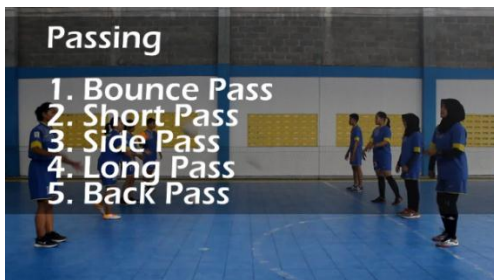 Passing
1. Bounce Pass
2. Short Pass
3. Side Pass
4. Long Pass
5. Back Pass